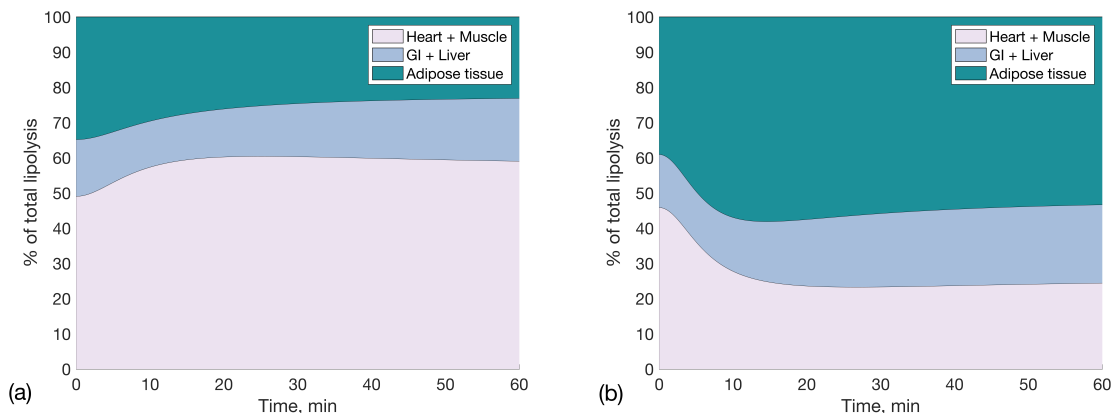 100
90
80
70
60
50
40
30
20
10
0
% of total lipolysis
Heart + Muscle
GI + Liver
Adipose tissue
0 10 20 30 40 50 60
Time, min
(a)
100
90
80
70
60
50
40
30
20
10
0
% of total lipolysis
Heart + Muscle
GI + Liver
Adipose tissue
0 10 20 30 40 50 60
Time, min
(b)